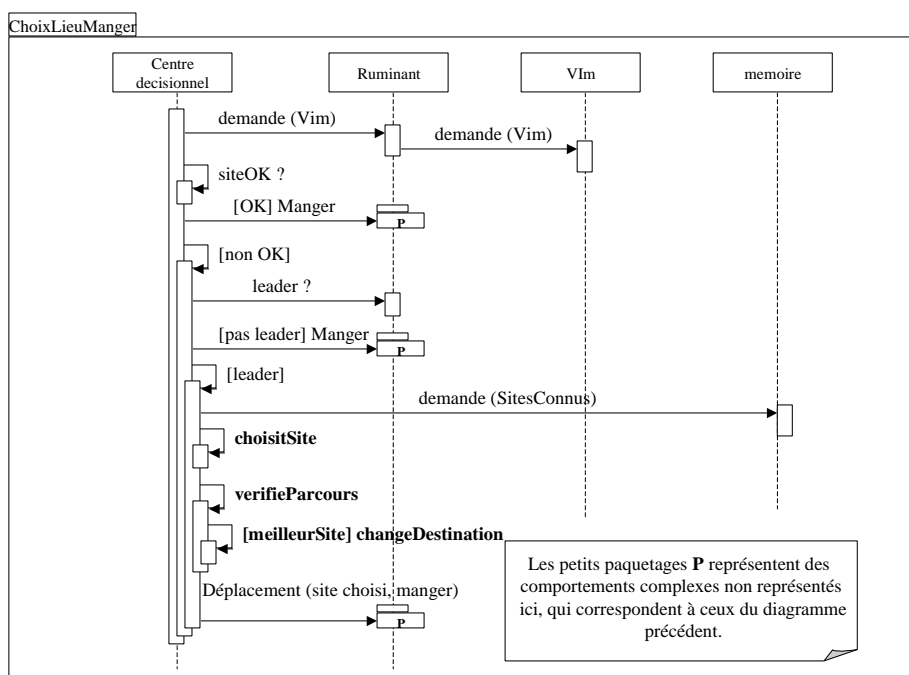 ChoixLieuManger
Centre
decisionnel
Ruminant
VIm
memoire
demande (Vim)
demande (Vim)
siteOK ?
[OK] Manger
P
[non OK]
leader ?
[pas leader] Manger
P
[leader]
demande (SitesConnus)
choisitSite
verifieParcours
[meilleurSite] changeDestination
Déplacement (site choisi, manger)
P
Les petits paquetages P représentent des
comportements complexes non représentés
ici, qui correspondent à ceux du diagramme
précédent.